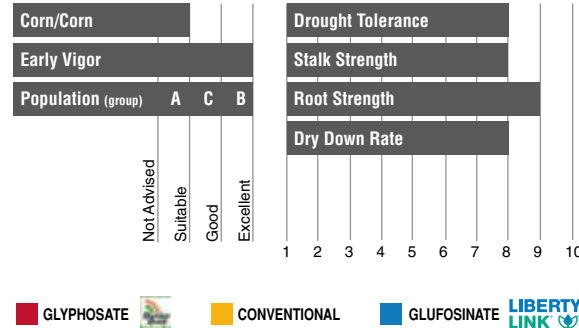 Corn/Corn
Early Vigor
Population (group) A C B
Not Advised
Suitable
Good
Excellent
Drought Tolerance
Stalk Strength
Root Strength
Dry Down Rate
1 2 3 4 5 6 7 8 9 10
GLYPHOSATE
CONVENTIONAL
GLUFOSINATE
LIBERTY
LINK